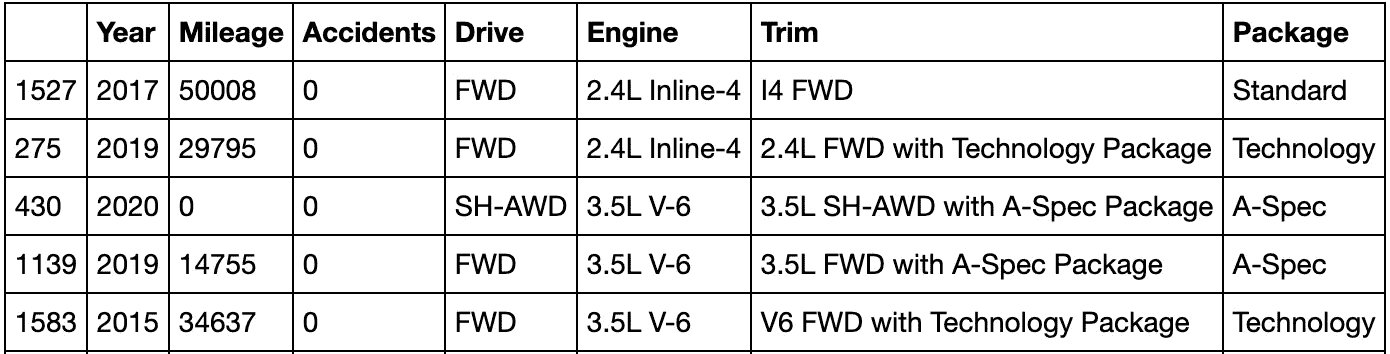 Year Mileage Accidents Drive Engine Trim Package
1527 2017 50008 0 FWD 2.4L Inline-4 I4 FWD Standard
275 2019 29795 0 FWD 2.4L Inline-4 2.4L FWD with Technology Package Technology
430 2020 0 0 SH-AWD 3.5L V-6 3.5L SH-AWD with A-Spec Package A-Spec
1139 2019 14755 0 FWD 3.5L V-6 3.5L FWD with A-Spec Package A-Spec
1583 2015 34637 0 FWD 3.5L V-6 V6 FWD with Technology Package Technology